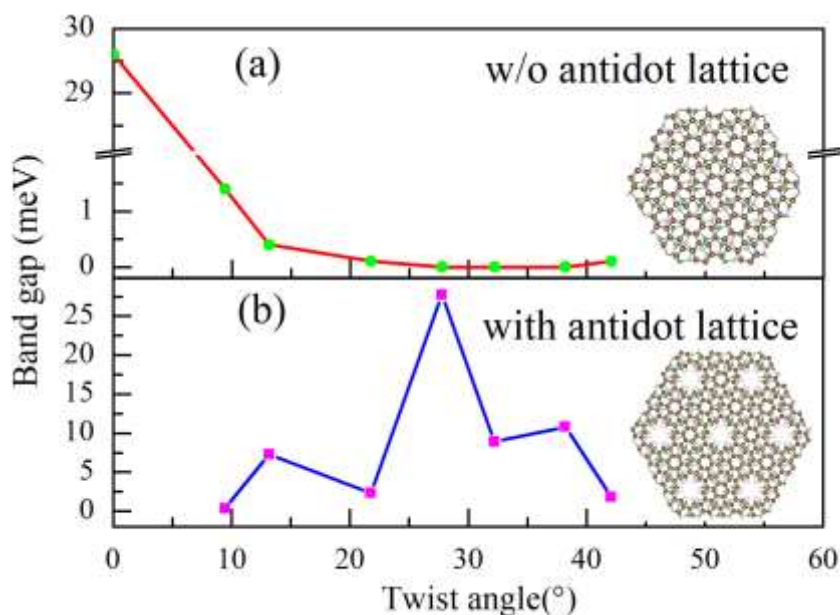 30
(a)
w/o antidot lattice
29
1
0
Band gap (meV)
(b)
with antidot lattice
25
20
15
10
5
0
0 10 20 30 40 50 60
Twist angle(°)